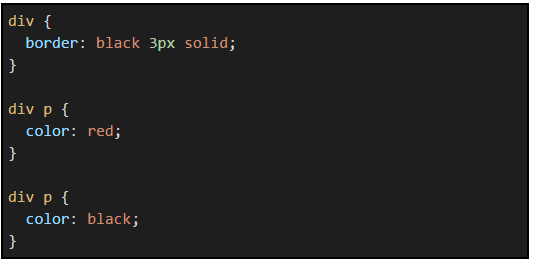 div {
  border: black 3px solid;
}

div p {
  color: red;
}

div p {
  color: black;
}